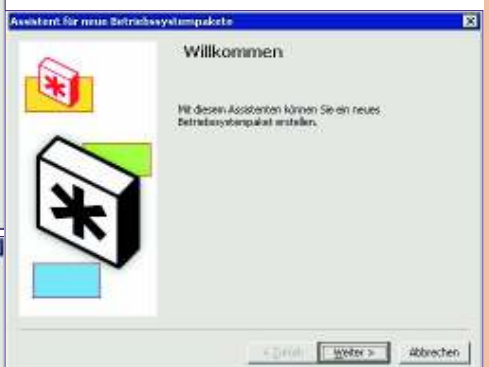 Assistent für neue Betriebssystempakete
Willkommen
Mit diesem Assistenten können Sie ein neues
Betriebssystempaket erstellen.
< Zurück
Weiter >
Abbrechen